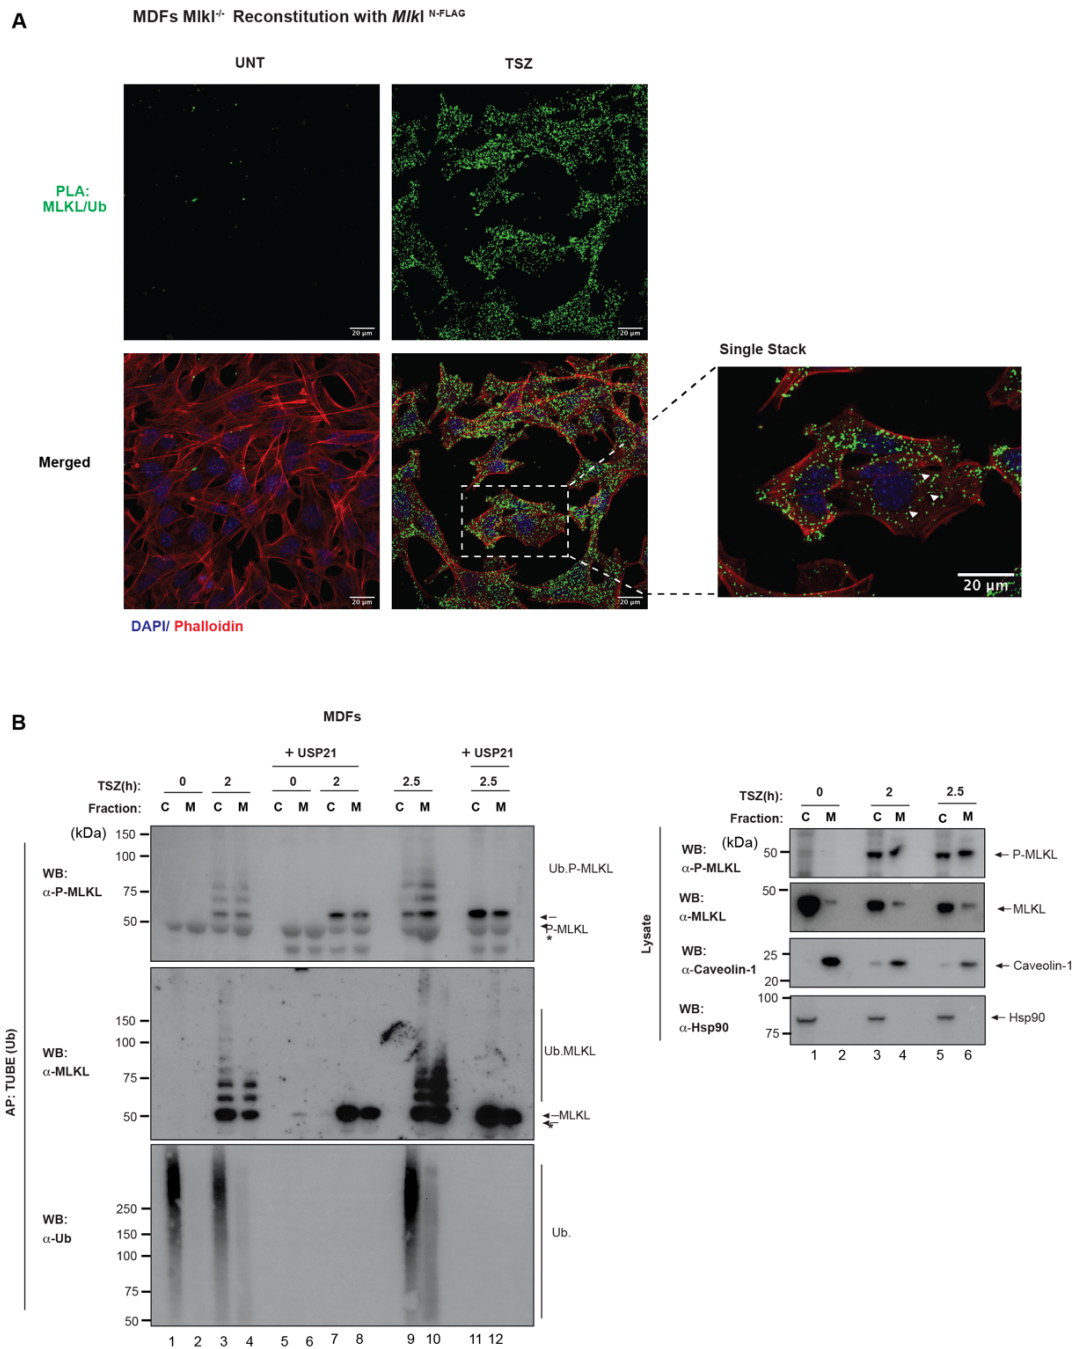 A
MDFs Mlkl-/- Reconstitution with Mlkl N-FLAG
UNT
TSZ
PLA:
MLKL/Ub
20 µm
20 µm
Single Stack
Merged
20 µm
20 µm
20 µm
DAPI/ Phalloidin
B
MDFs
+ USP21
+ USP21
TSZ(h): 0 2 0 2 2.5 2.5
Fraction: C M C M C M C M C M C M
(kDa)
150
100
75
50
WB:
α-P-MLKL
Ub.P-MLKL
P-MLKL
*
150
100
75
50
WB:
α-MLKL
Ub.MLKL
MLKL
*
250
150
100
75
50
WB:
α-Ub
Ub.
AP: TUBE (Ub)
1 2 3 4 5 6 7 8 9 10 11 12
TSZ(h): 0 2 2.5
Fraction: C M C M C M
(kDa)
WB:
α-P-MLKL
50
P-MLKL
WB:
α-MLKL
50
MLKL
WB:
α-Caveolin-1
25
20
Caveolin-1
WB:
α-Hsp90
100
75
Hsp90
Lysate
1 2 3 4 5 6